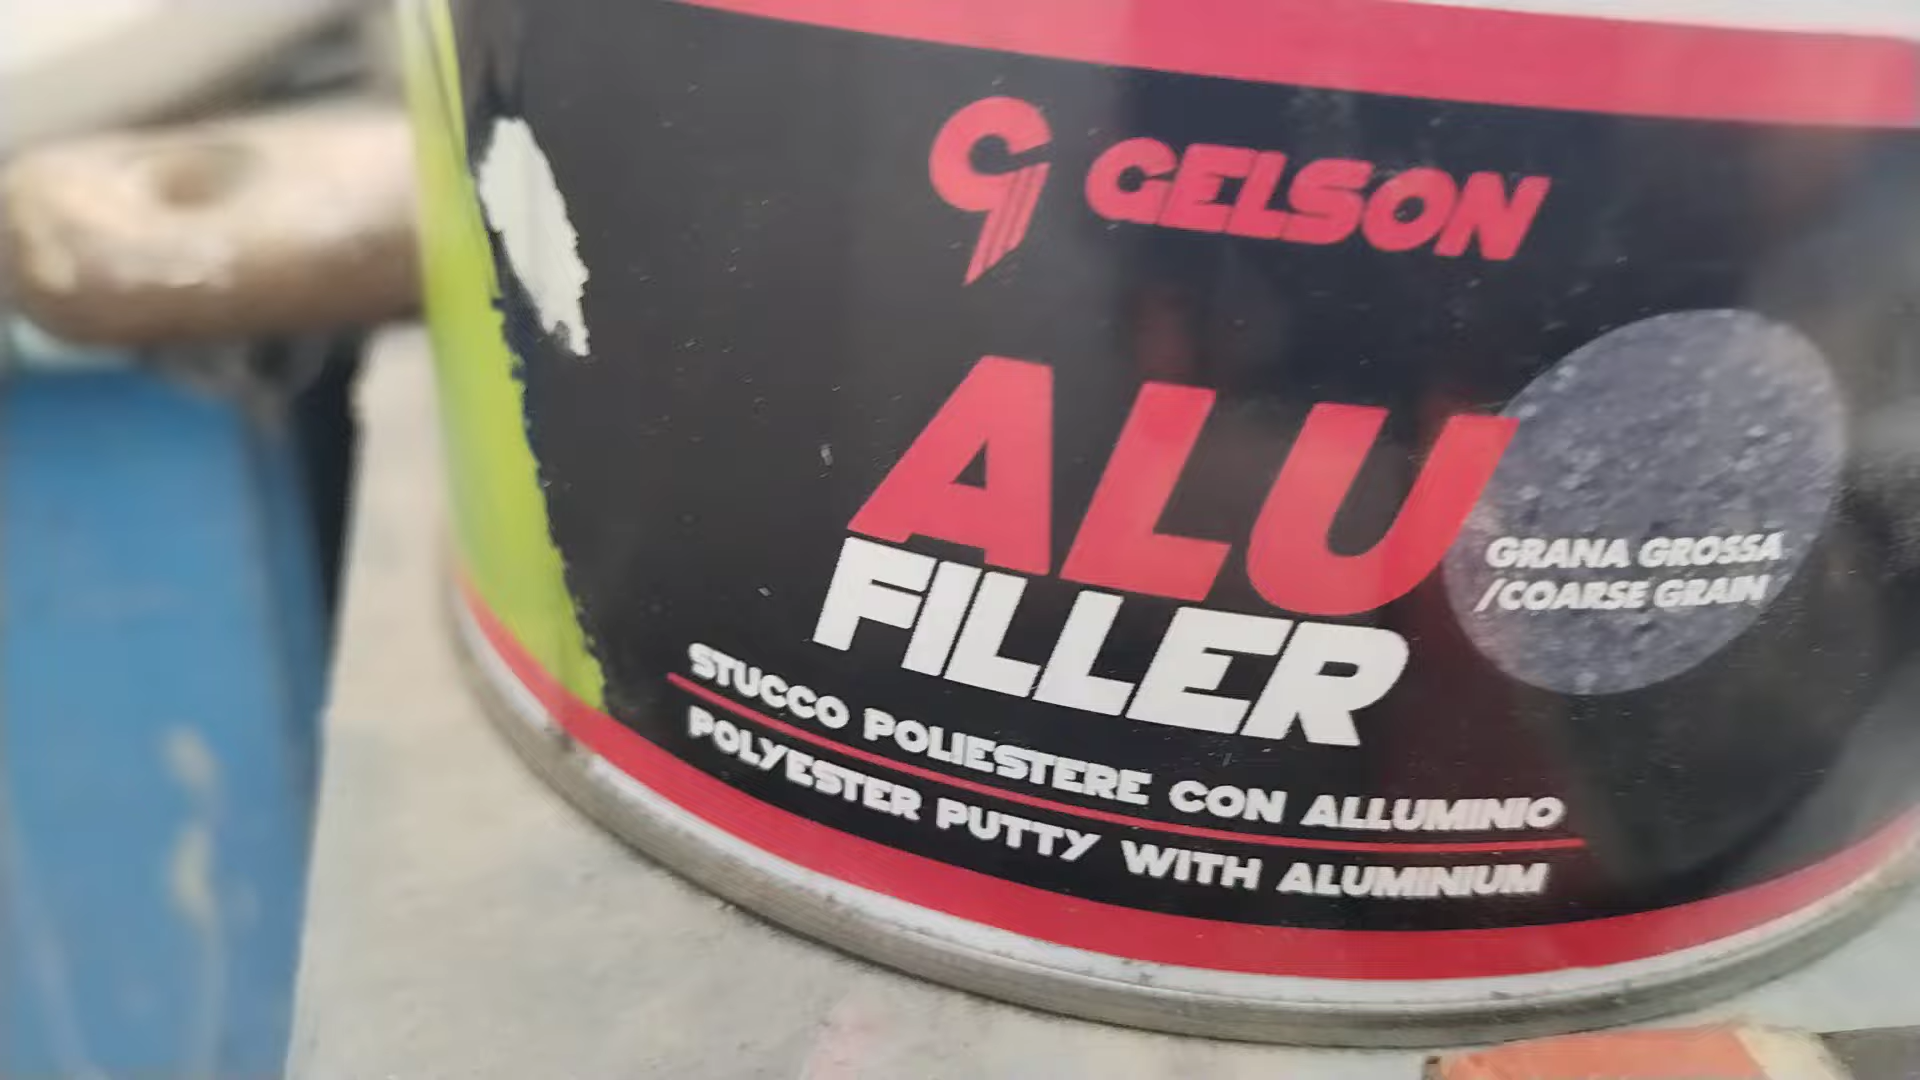 GELSON
ALU
FILLER
GRANA GROSSA
/COARSE GRAIN
STUCCO POLIESTERE CON ALLUMINIO
POLYESTER PUTTY WITH ALUMINIUM